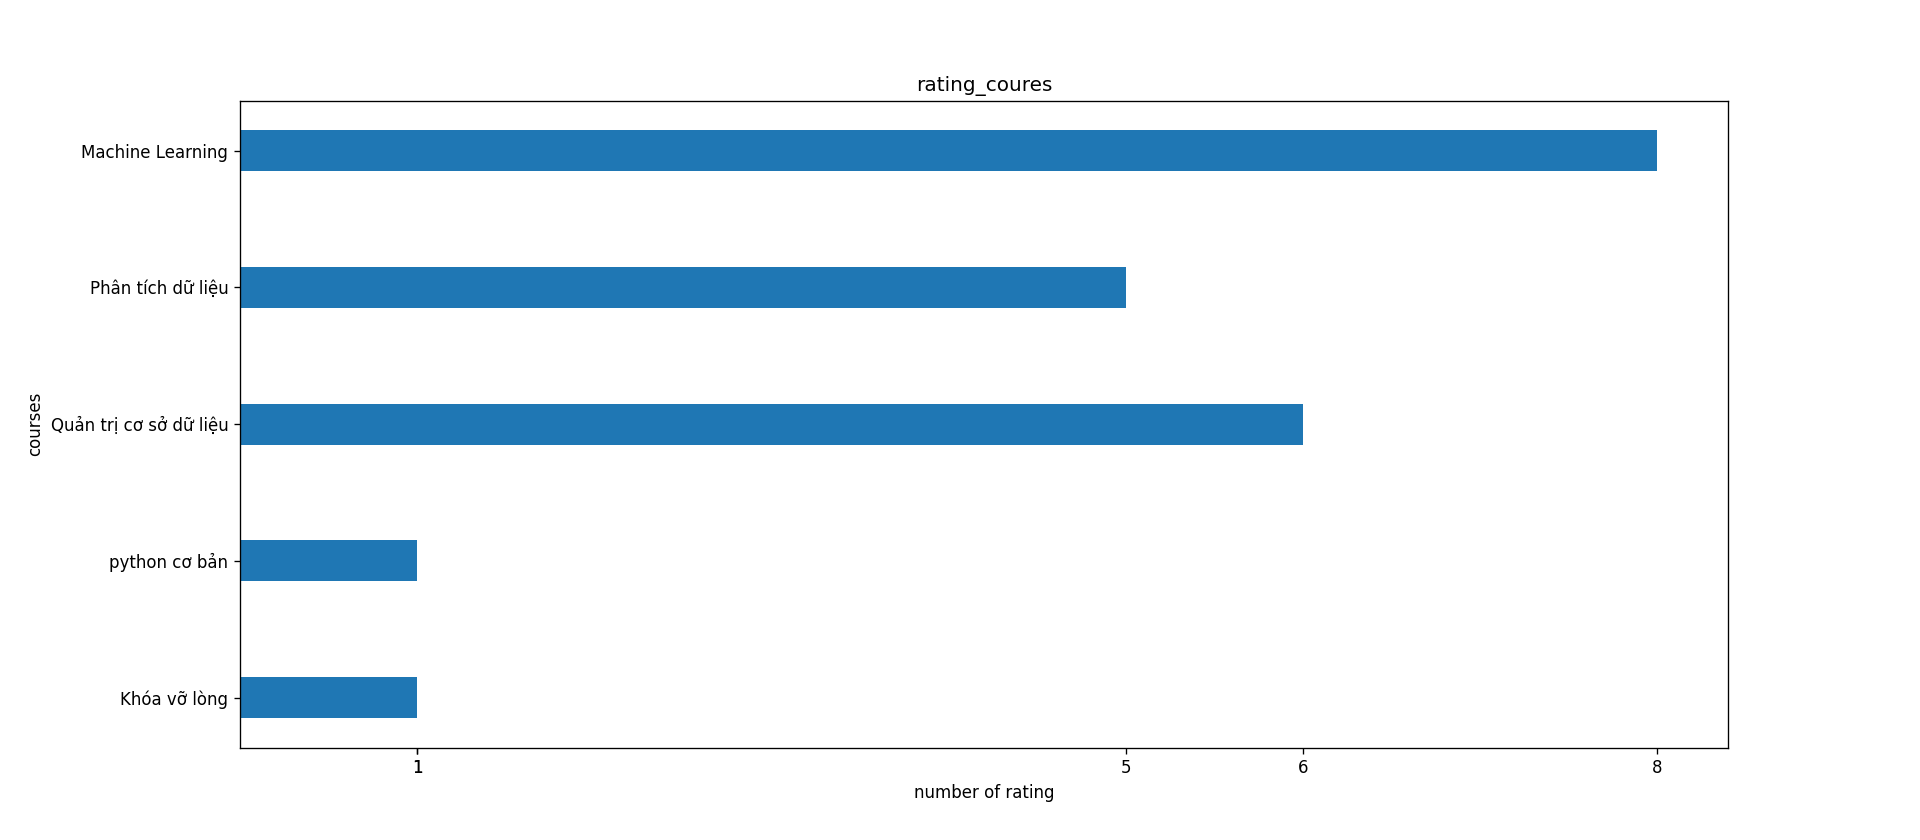 rating_coures
Machine Learning
Phân tích dữ liệu
Quản trị cơ sở dữ liệu
python cơ bản
Khóa vỡ lòng
courses
1 5 6 8
number of rating